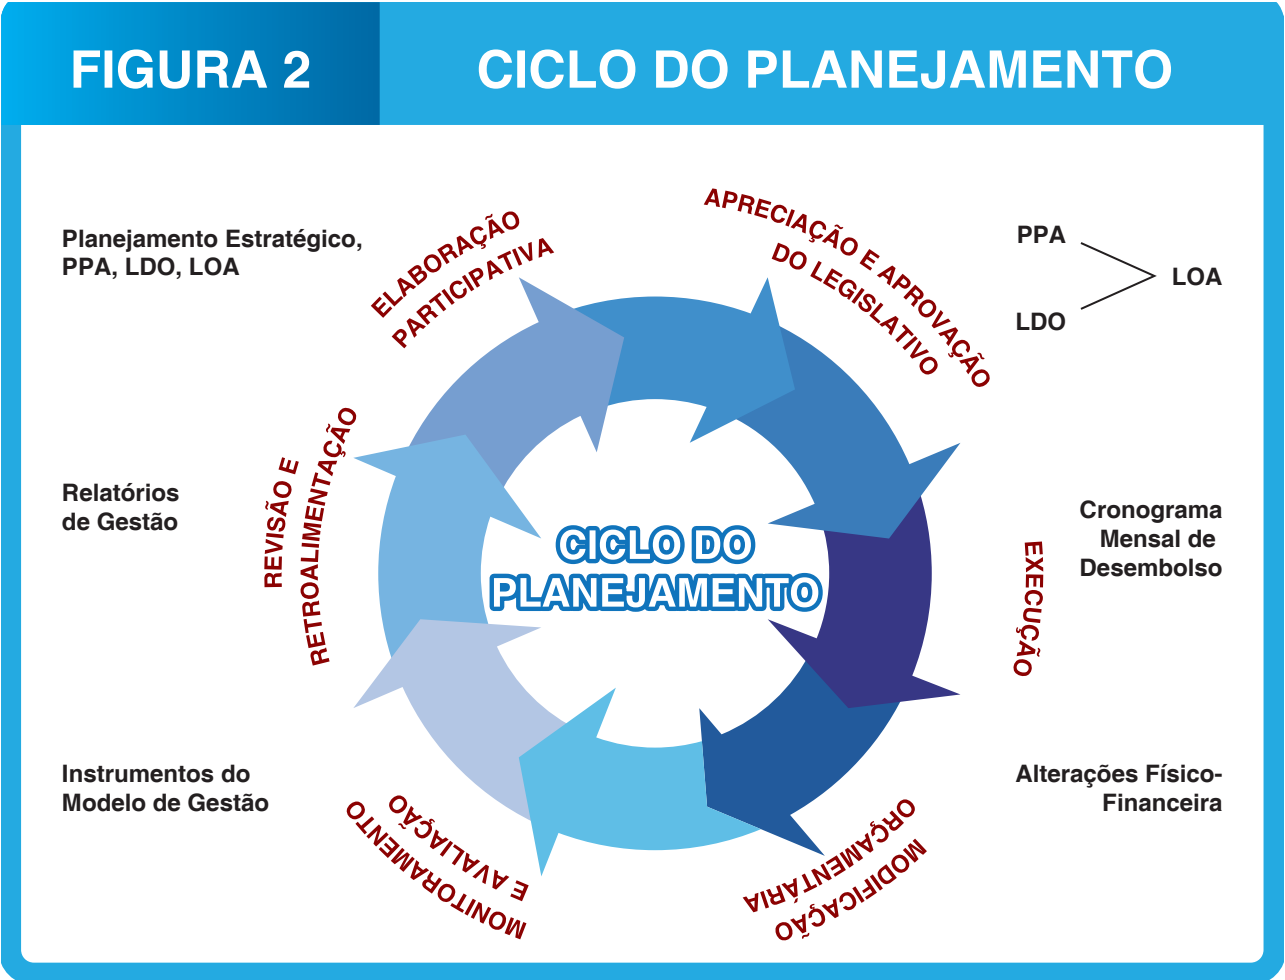 FIGURA 2
CICLO DO PLANEJAMENTO
Planejamento Estratégico,
PPA, LDO, LOA
ELABORAÇÃO
PARTICIPATIVA
APRECIAÇÃO E APROVAÇÃO
DO LEGISLATIVO
PPA
LOA
LDO
Relatórios
de Gestão
REVISÃO E
RETROALIMENTAÇÃO
CICLO DO
PLANEJAMENTO
EXECUÇÃO
Cronograma
Mensal de
Desembolso
Instrumentos do
Modelo de Gestão
MONITORAMENTO
E AVALIAÇÃO
MODIFICAÇÃO
ORÇAMENTÁRIA
Alterações Físico-
Financeira